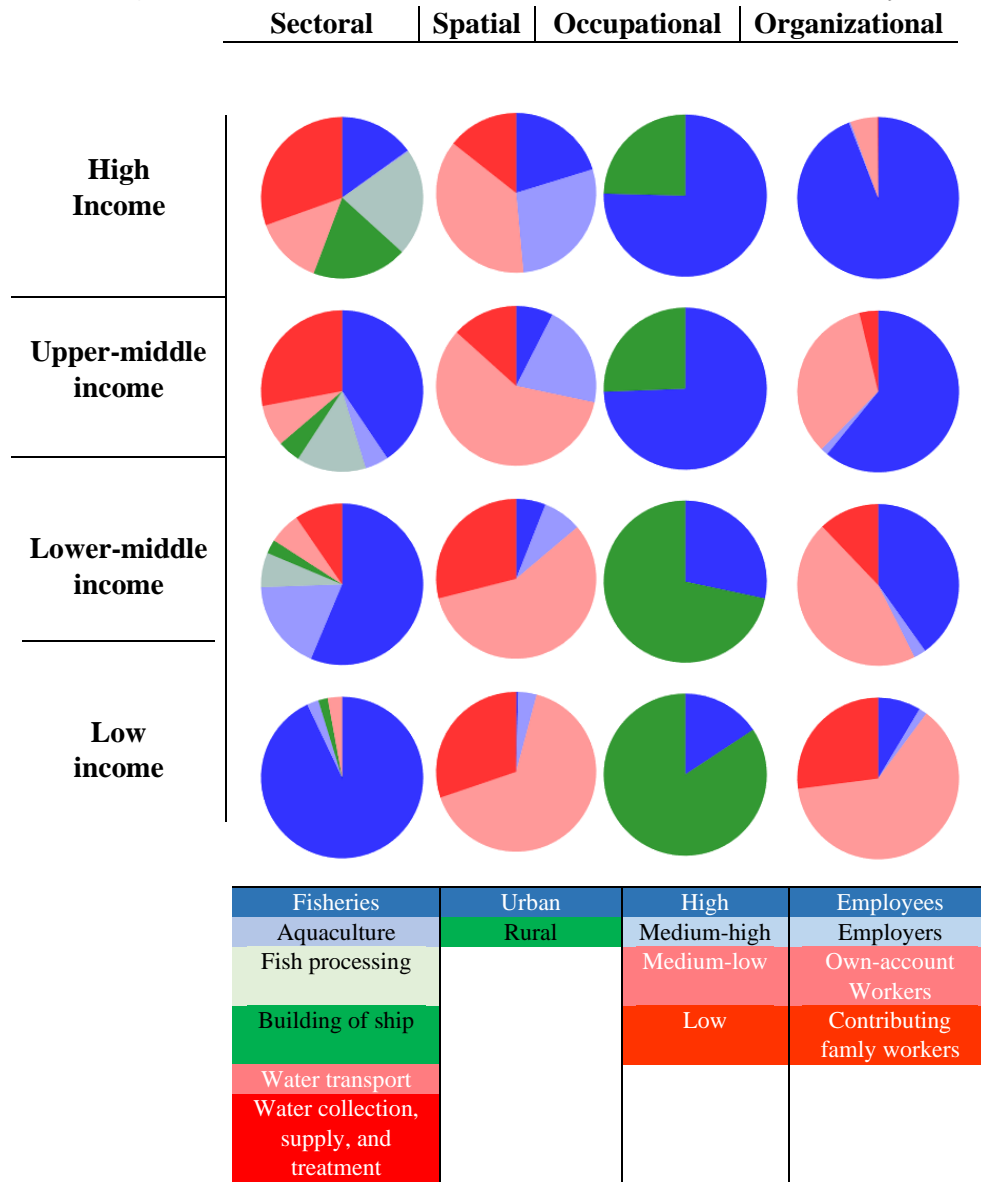 Sectoral Spatial Occupational Organizational
High
Income
Upper-middle
income
Lower-middle
income
Low
income
Fisheries Urban High Employees
Aquaculture Rural Medium-high Employers
Fish processing Medium-low Own-account
Workers
Building of ship Low Contributing
famly workers
Water transport
Water collection,
supply, and
treatment